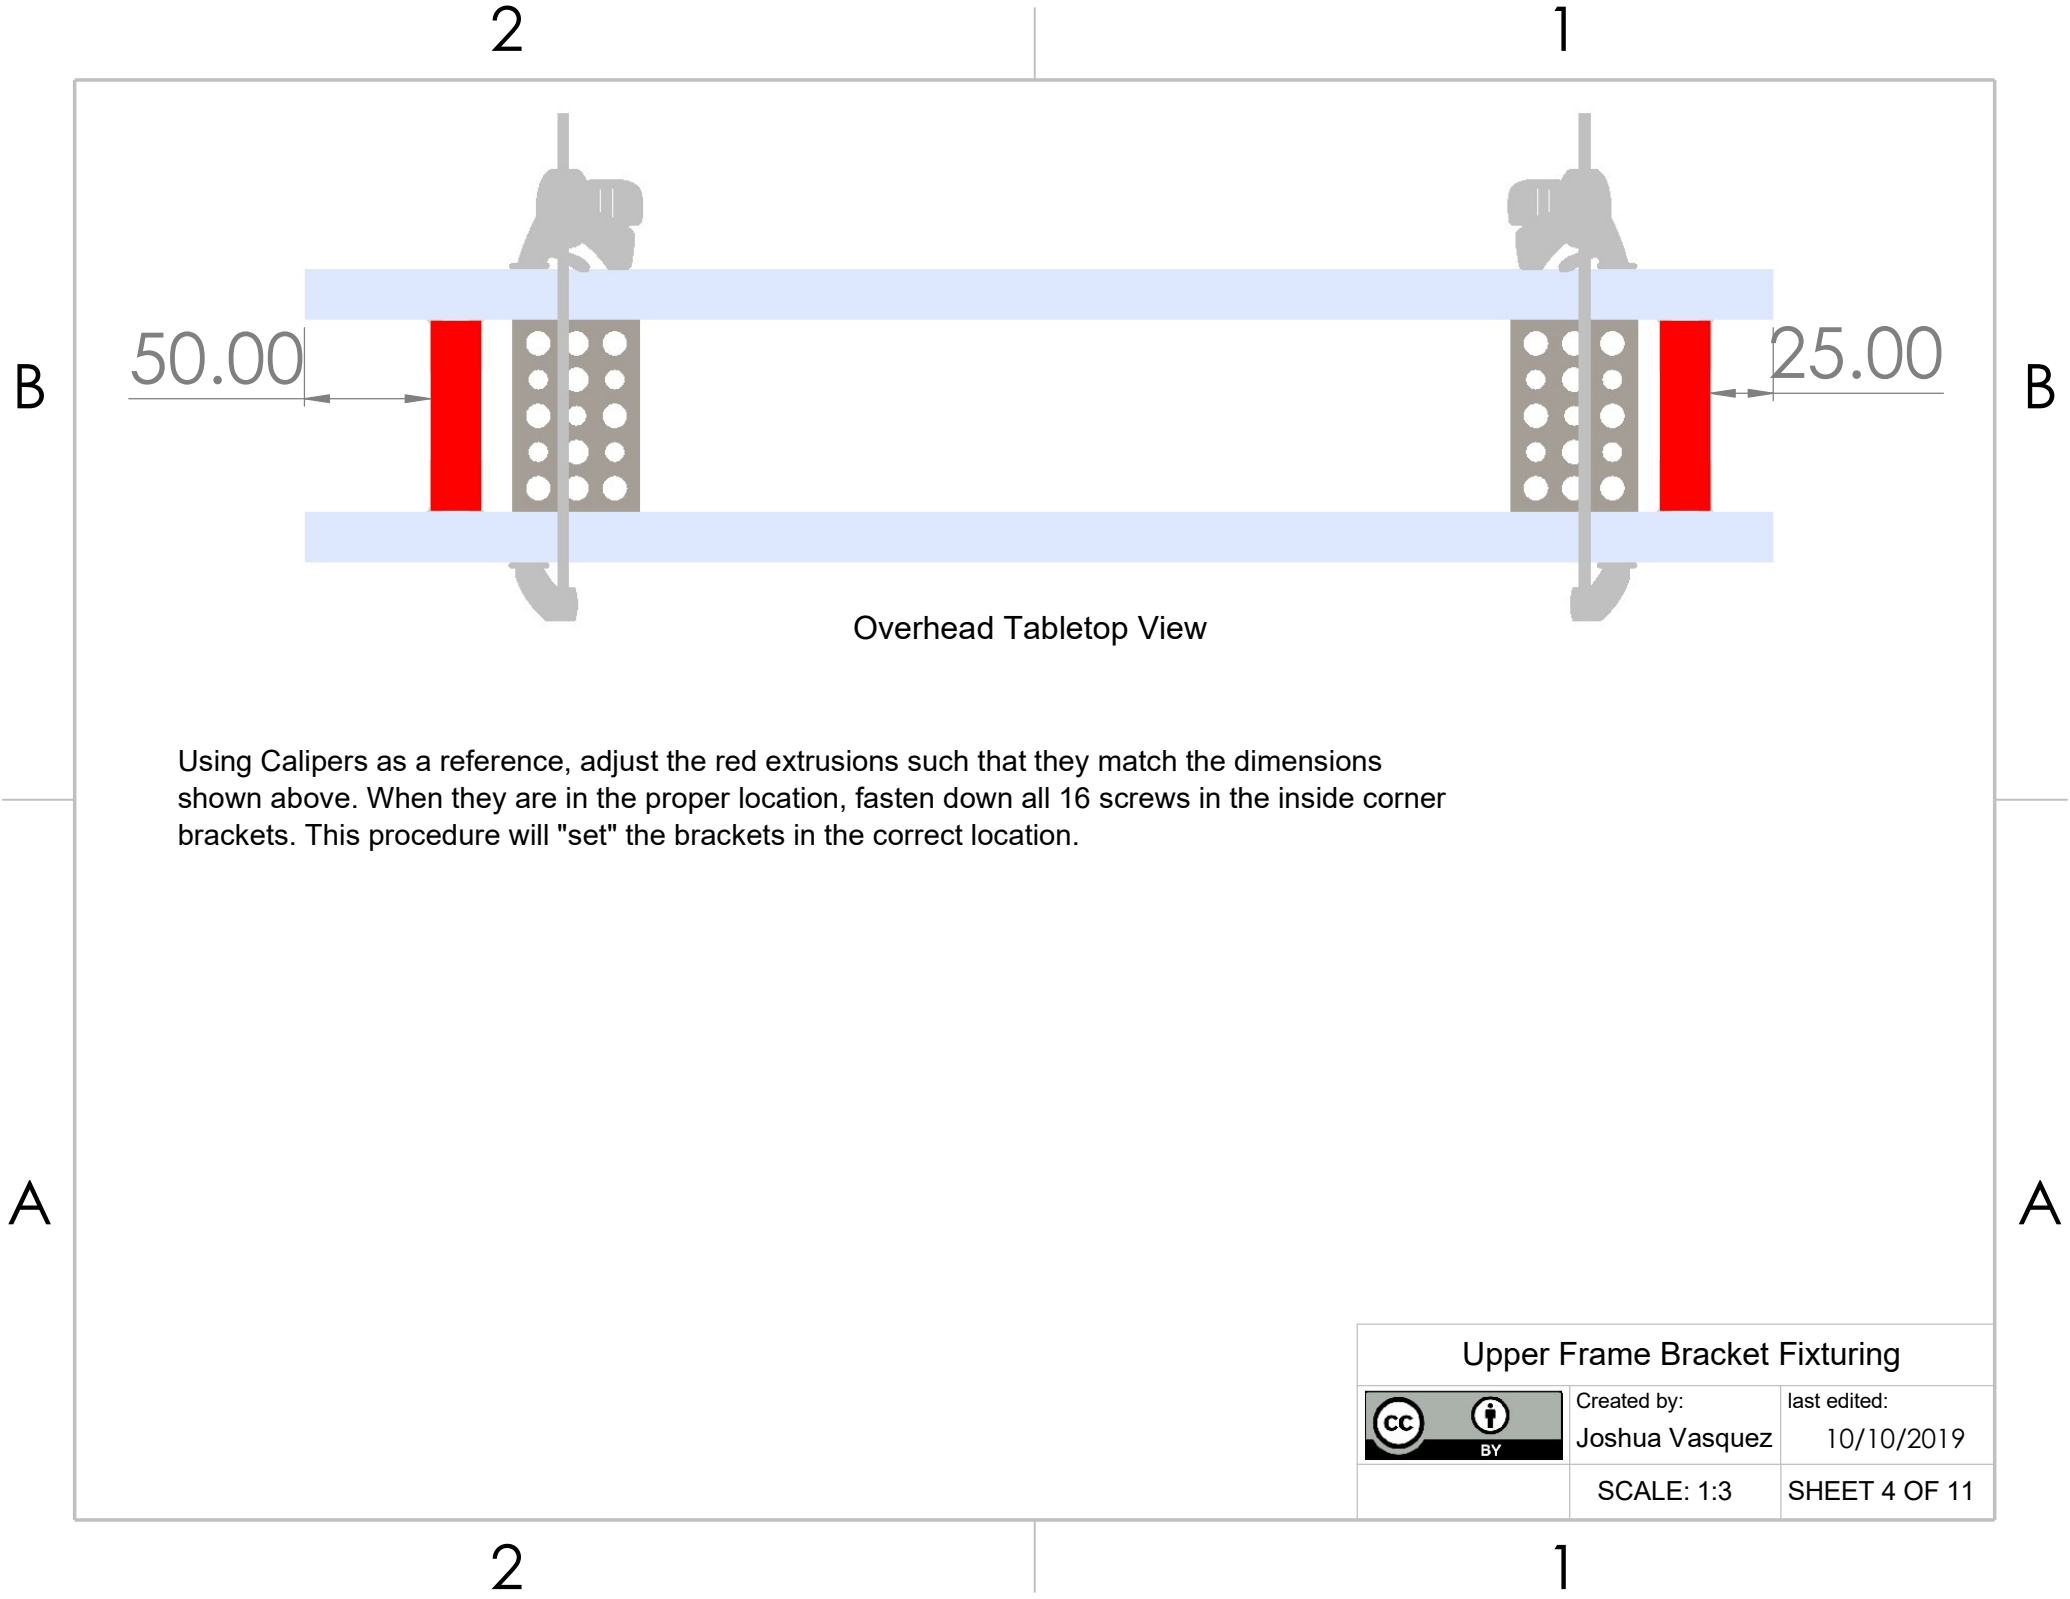 2 1
50.00 25.00
B B
Overhead Tabletop View
Using Calipers as a reference, adjust the red extrusions such that they match the dimensions
shown above. When they are in the proper location, fasten down all 16 screws in the inside corner
brackets. This procedure will "set" the brackets in the correct location.
A A
Upper Frame Bracket Fixturing
Created by: last edited:
cc BY
Joshua Vasquez 10/10/2019
SCALE: 1:3 SHEET 4 OF 11
2 1